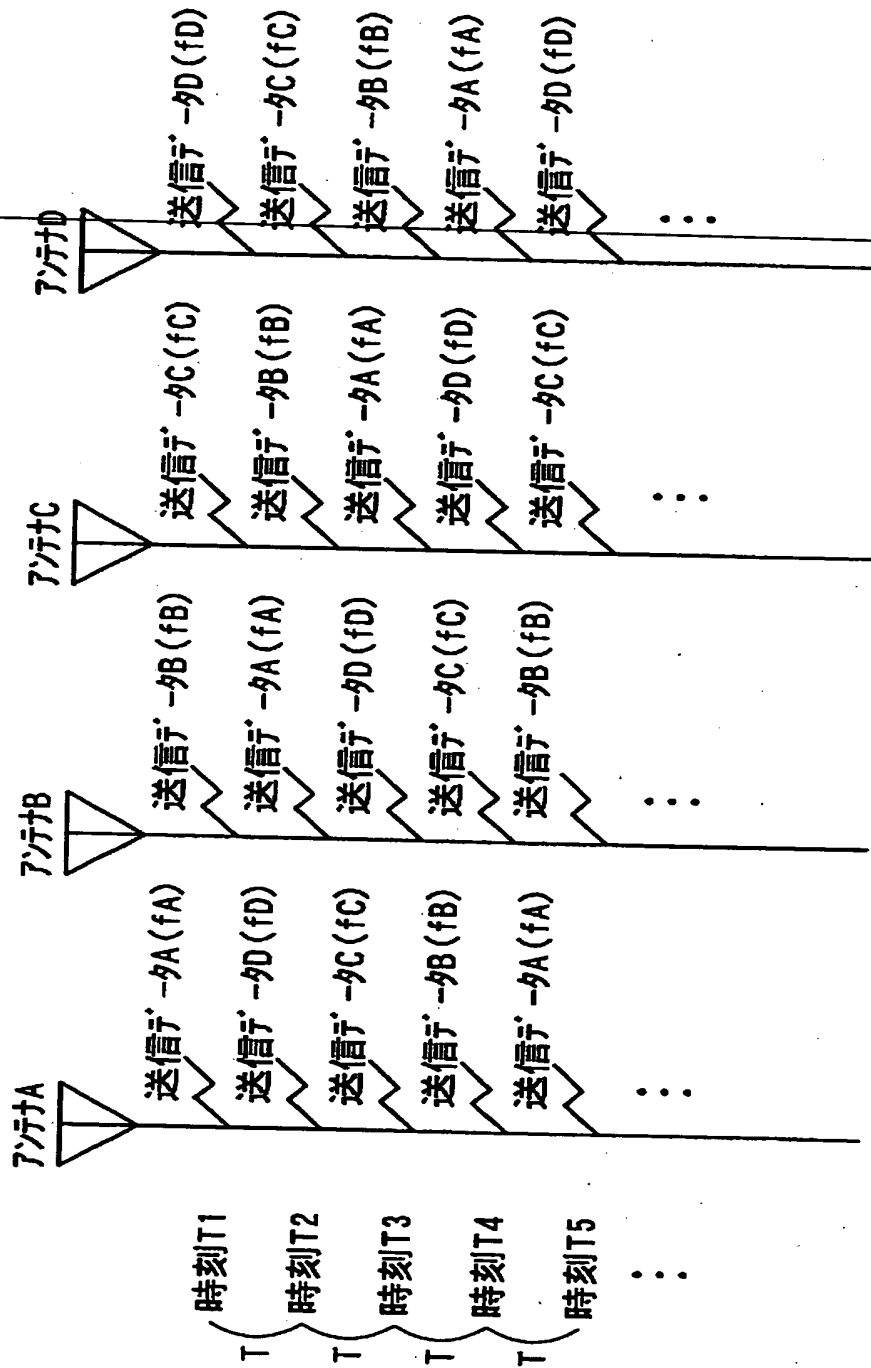 アンテナA アンテナB アンテナC アンテナD
時刻T1 送信データA(fA) 送信データB(fB) 送信データC(fC) 送信データD(fD)
T
時刻T2 送信データD(fD) 送信データA(fA) 送信データB(fB) 送信データC(fC)
T
時刻T3 送信データC(fC) 送信データD(fD) 送信データA(fA) 送信データB(fB)
T
時刻T4 送信データB(fB) 送信データC(fC) 送信データD(fD) 送信データA(fA)
T
時刻T5 送信データA(fA) 送信データB(fB) 送信データC(fC) 送信データD(fD)
... ... ... ... ...